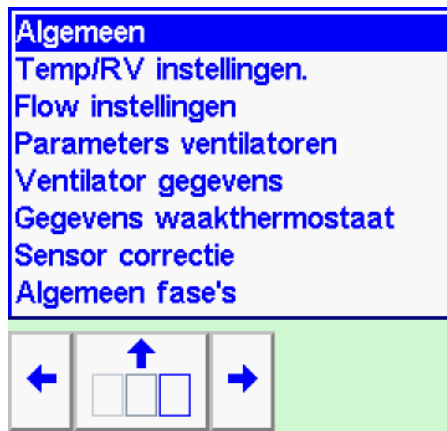 Algemeen
Temp/RV instellingen.
Flow instellingen
Parameters ventilatoren
Ventilator gegevens
Gegevens waakthermostaat
Sensor correctie
Algemeen fase's